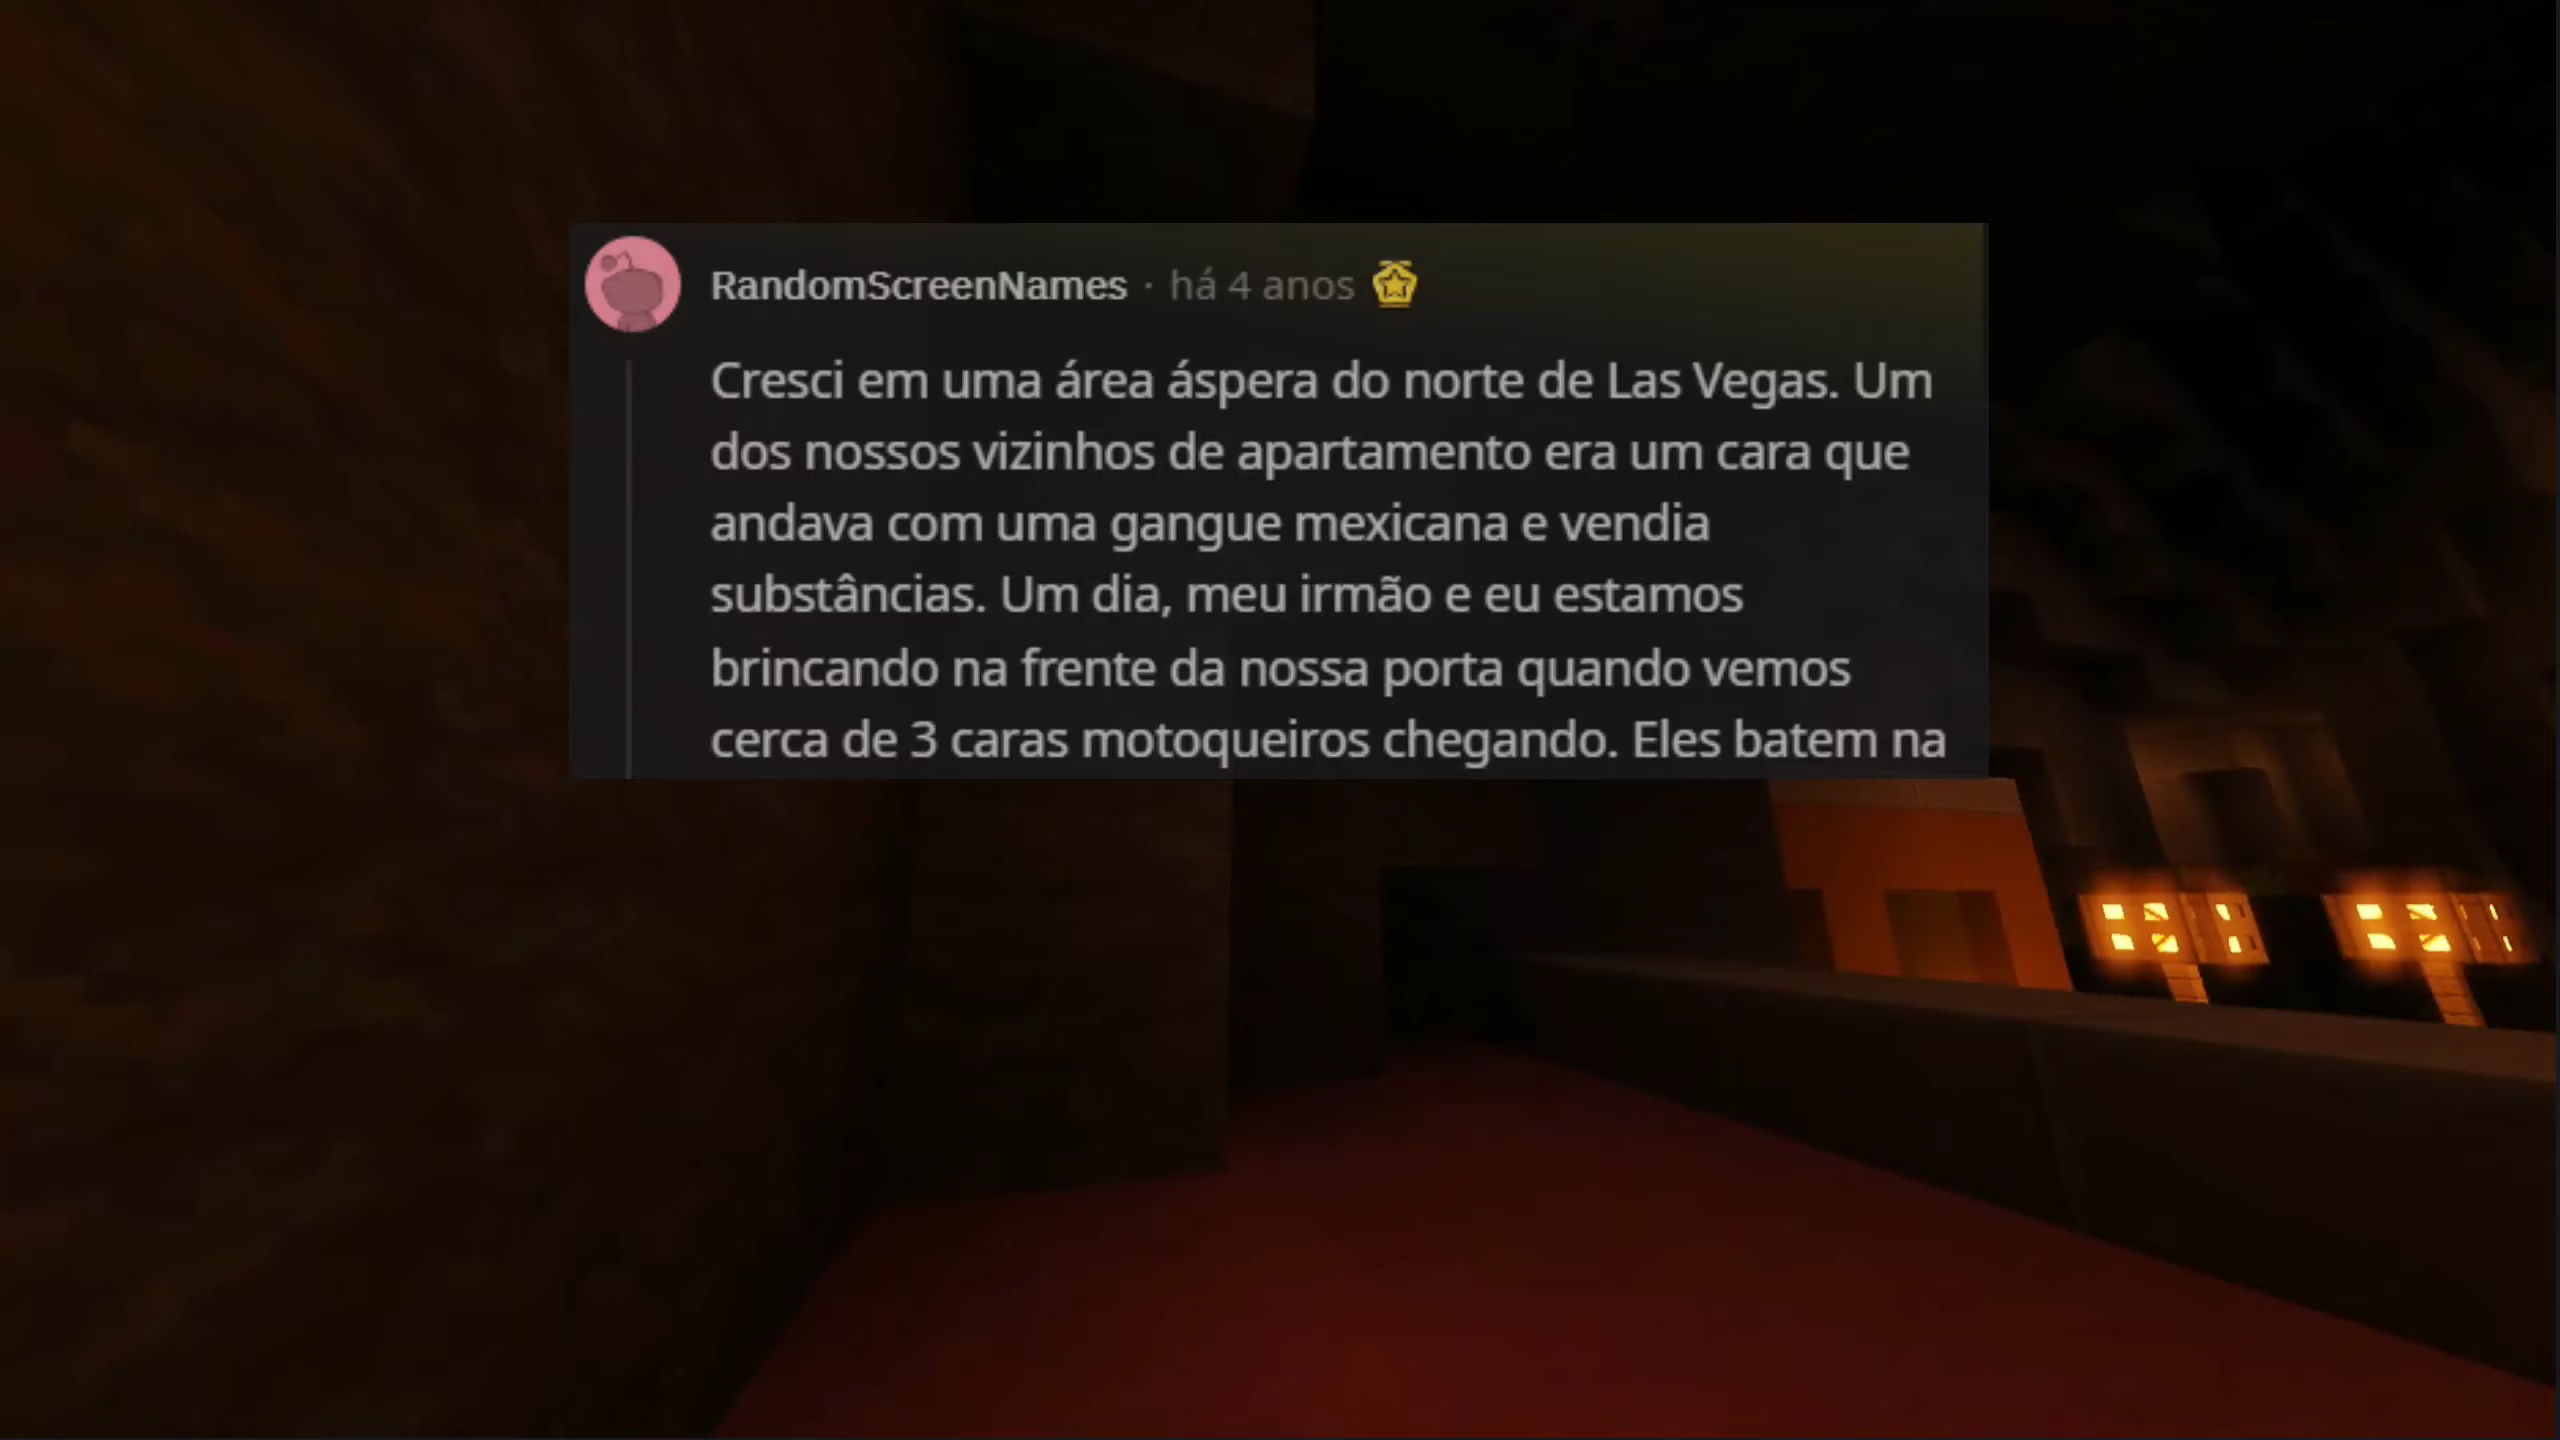 RandomScreenNames · há 4 anos
Cresci em uma área áspera do norte de Las Vegas. Um
dos nossos vizinhos de apartamento era um cara que
andava com uma gangue mexicana e vendia
substâncias. Um dia, meu irmão e eu estamos
brincando na frente da nossa porta quando vemos
cerca de 3 caras motoqueiros chegando. Eles batem na